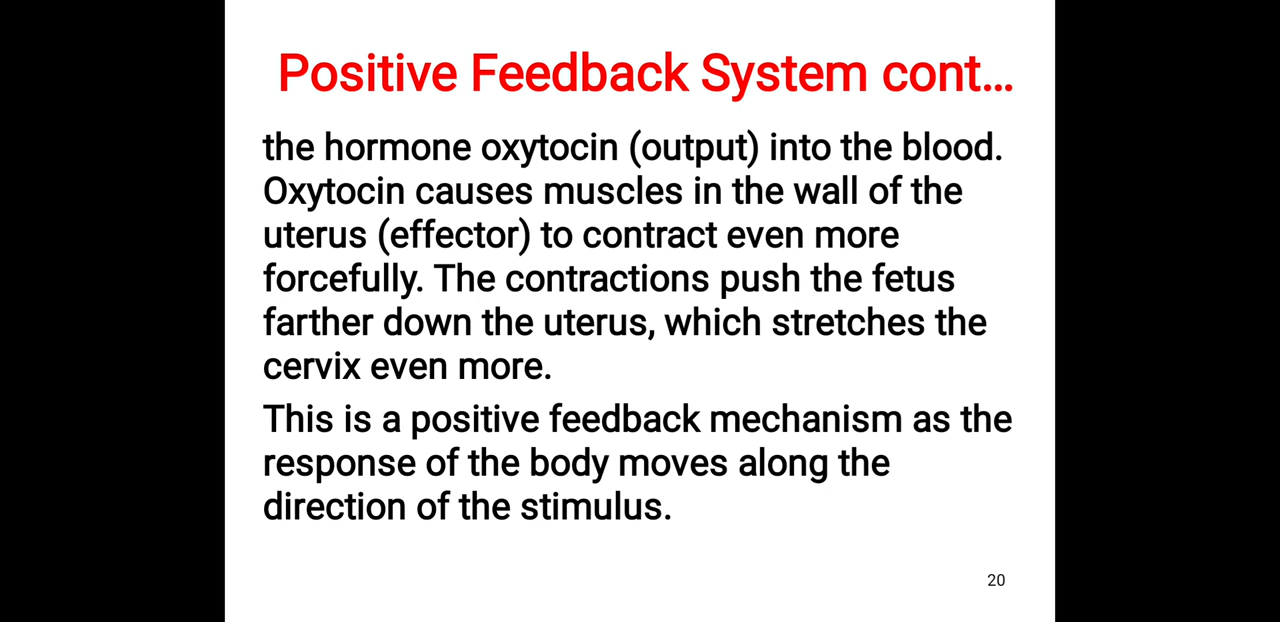 Positive Feedback System cont...
the hormone oxytocin (output) into the blood.
Oxytocin causes muscles in the wall of the
uterus (effector) to contract even more
forcefully. The contractions push the fetus
farther down the uterus, which stretches the
cervix even more.
This is a positive feedback mechanism as the
response of the body moves along the
direction of the stimulus.
20